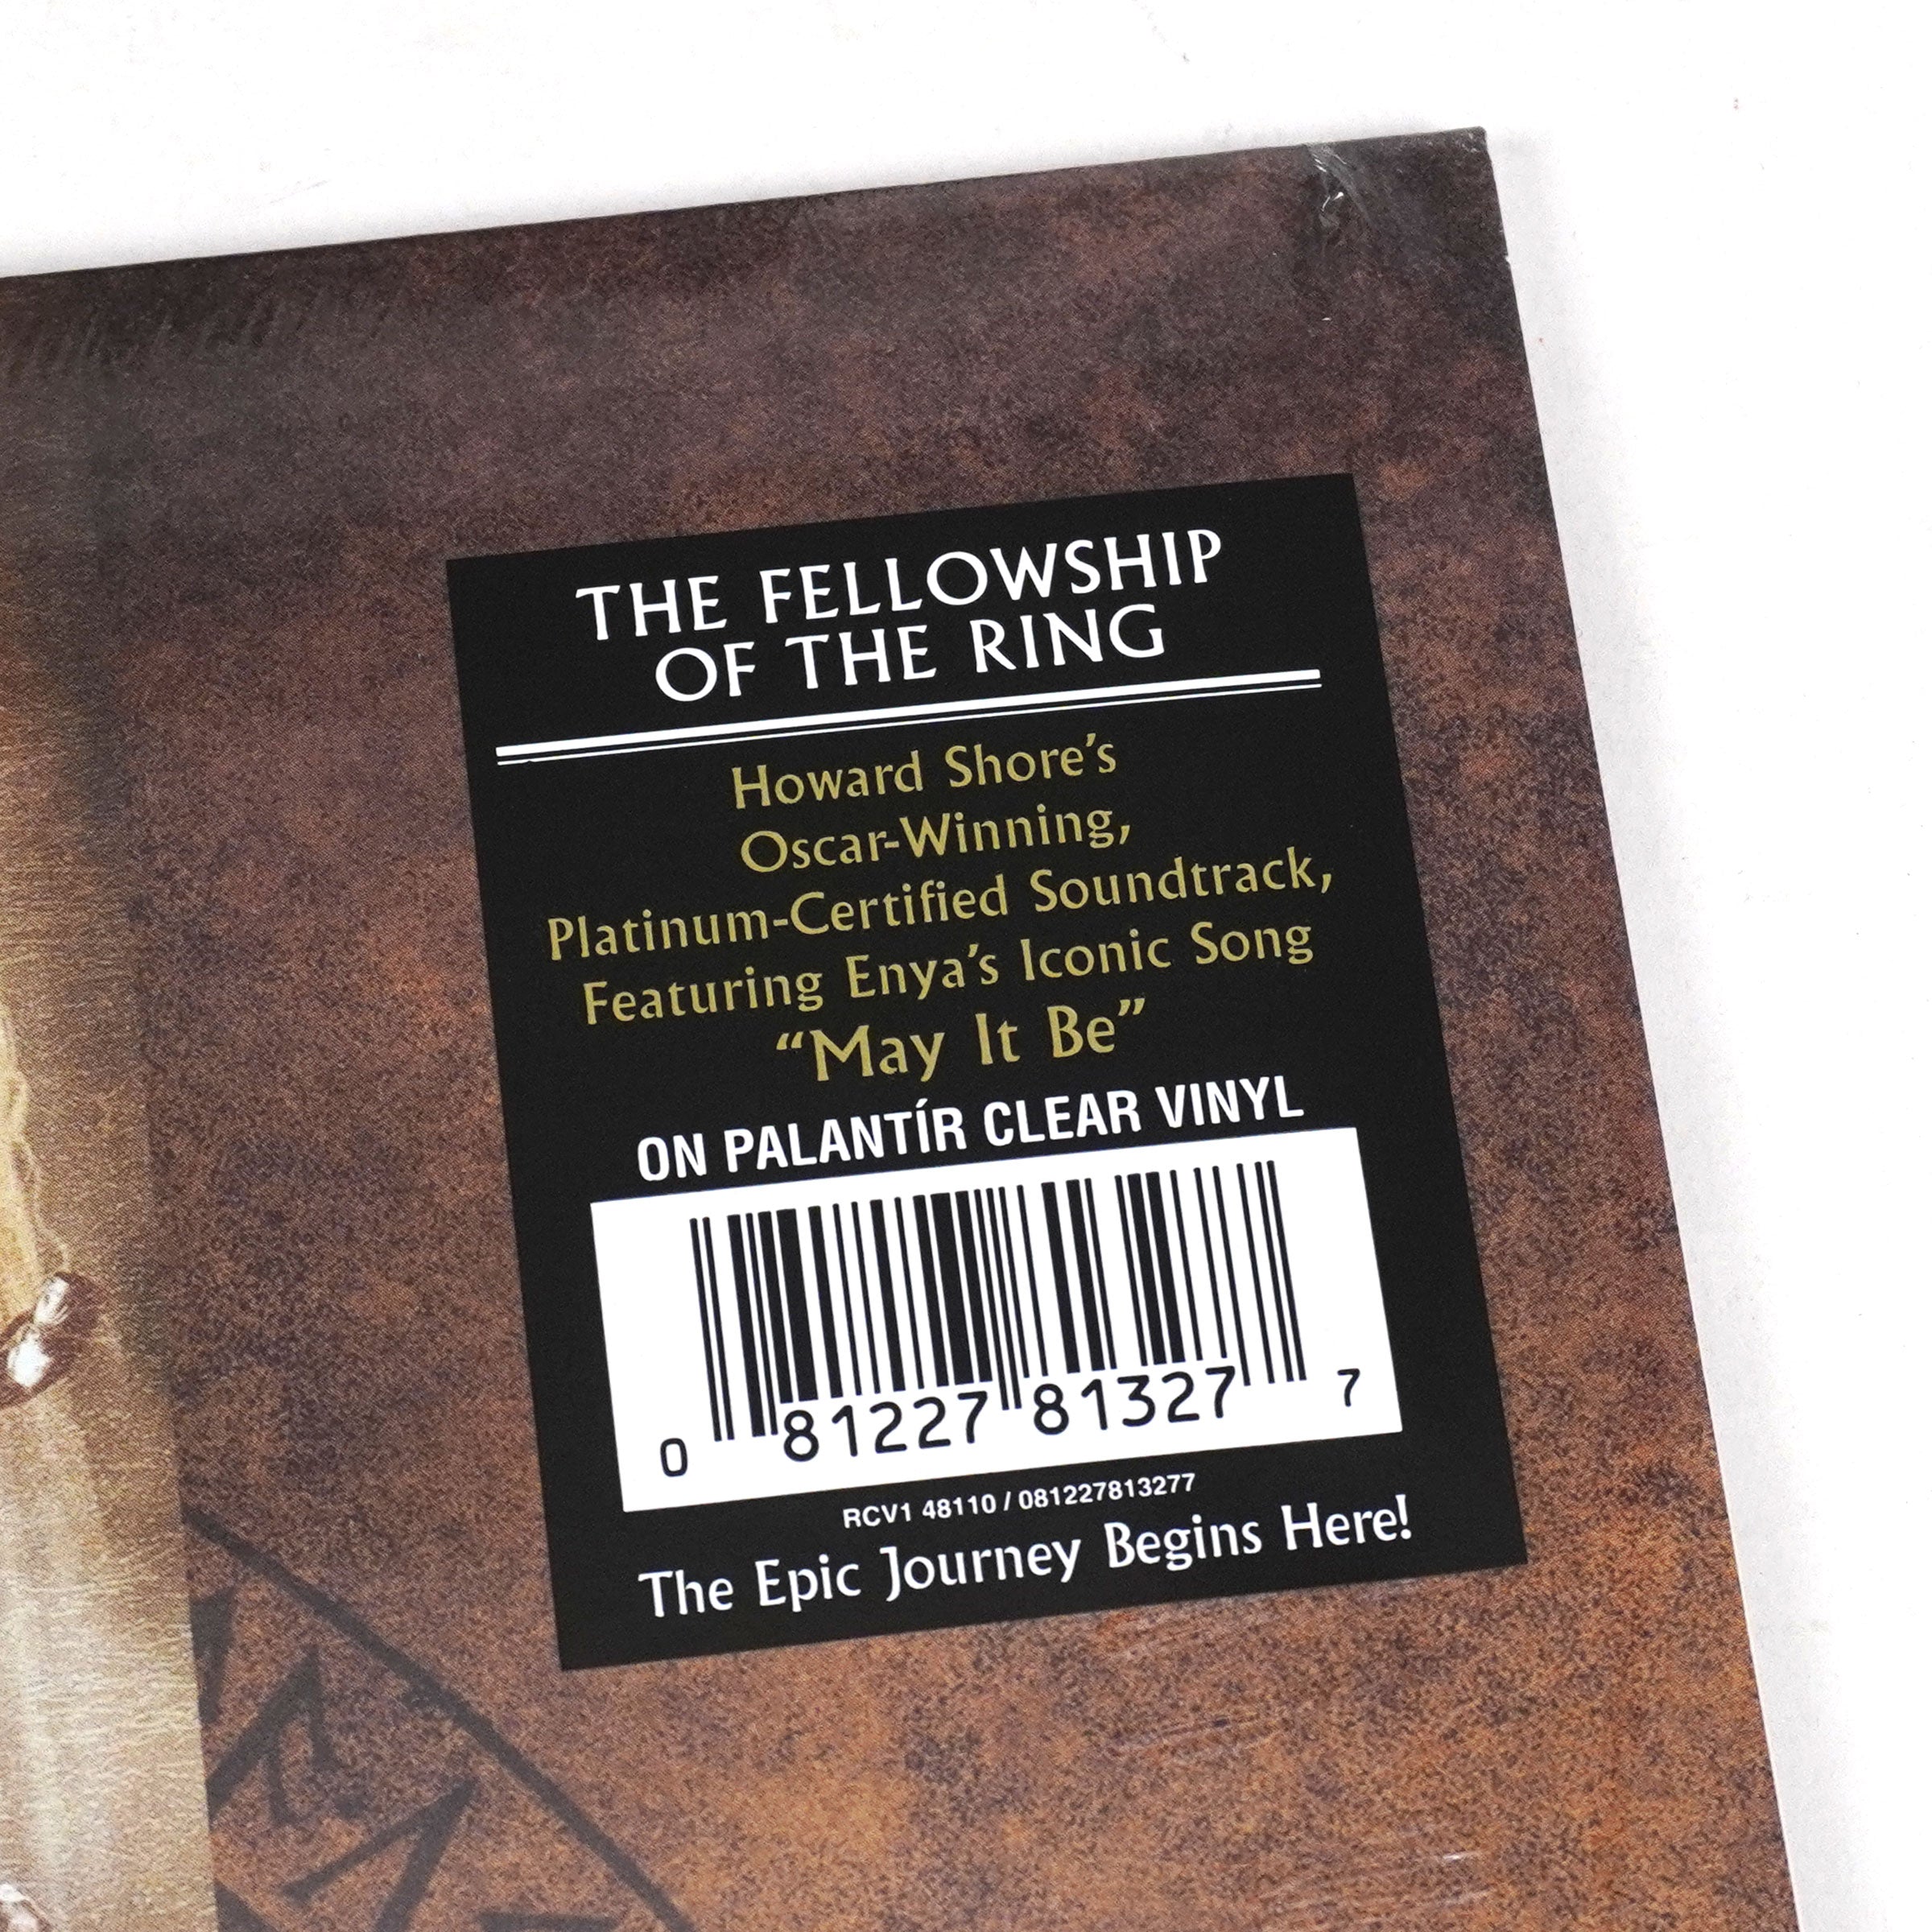 THE FELLOWSHIP
OF THE RING
Howard Shore's
Oscar-Winning,
Platinum-Certified Soundtrack,
Featuring Enya's Iconic Song
“May It Be”
ON PALANTÍR CLEAR VINYL
0 81227 81327 7
RCV1 48110 / 081227813277
The Epic Journey Begins Here!